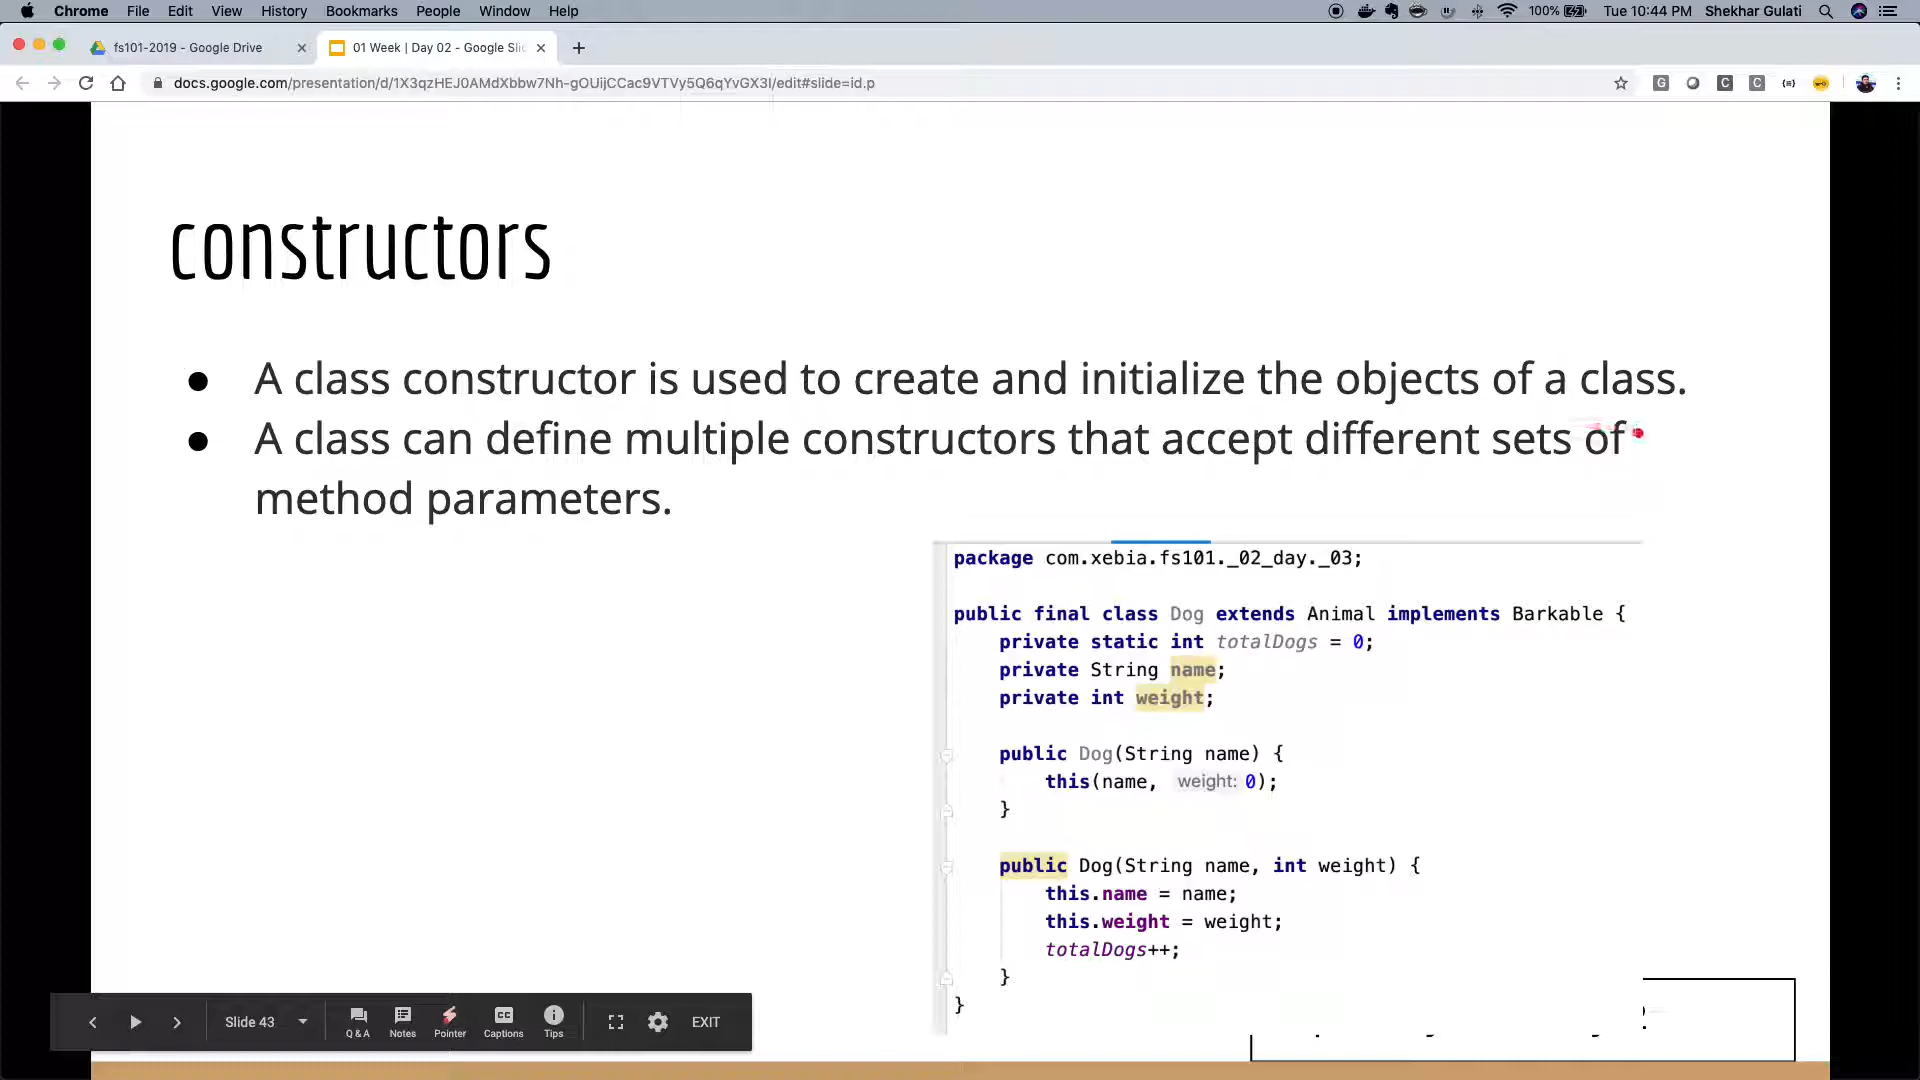 Chrome File Edit View History Bookmarks People Window Help 100% Tue 10:44 PM Shekhar Gulati
fs101-2019 - Google Drive 01 Week | Day 02 - Google Slid
docs.google.com/presentation/d/1X3qzHEJ0AMdXbbw7Nh-gOUijCCac9VTVy5Q6qYvGX3I/edit#slide=id.p
constructors
● A class constructor is used to create and initialize the objects of a class.
● A class can define multiple constructors that accept different sets of
method parameters.
package com.xebia.fs101._02_day._03;
public final class Dog extends Animal implements Barkable {
private static int totalDogs = 0;
private String name;
private int weight;
public Dog(String name) {
this(name, weight: 0);
}
public Dog(String name, int weight) {
this.name = name;
this.weight = weight;
totalDogs++;
}
}
Slide 43 Q & A Notes Pointer Captions Tips EXIT